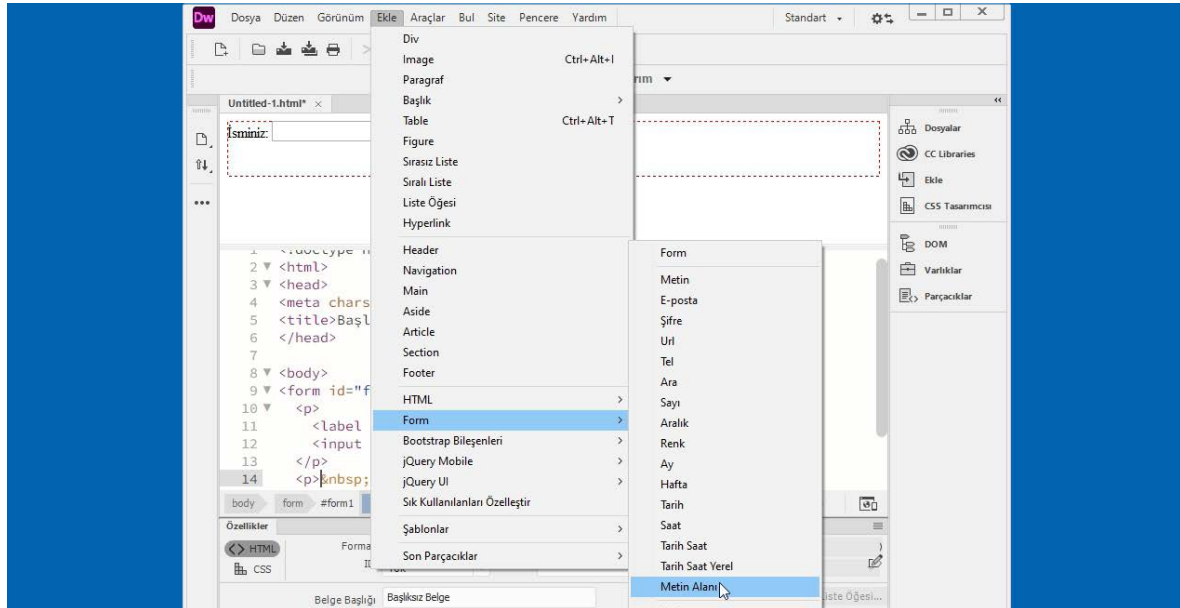 Dw Dosya Düzen Görünüm Ekle Araçlar Bul Site Pencere Yardım Standart
Div
Image Ctrl+Alt+I
Paragraf
Başlık
Table Ctrl+Alt+T
Figure
Sırasız Liste
Sıralı Liste
Liste Öğesi
Hyperlink
Header
Navigation
Main
Aside
Article
Section
Footer
HTML
Form
Bootstrap Bileşenleri
jQuery Mobile
jQuery UI
Sık Kullanılanları Özelleştir
Şablonlar
Son Parçacıklar
Form
Metin
E-posta
Şifre
Url
Tel
Ara
Sayı
Aralık
Renk
Ay
Hafta
Tarih
Saat
Tarih Saat
Tarih Saat Yerel
Metin Alanı
Untitled-1.html*
İsminiz:
1
2 <html>
3 <head>
4 <meta chars
5 <title>Başl
6 </head>
7
8 <body>
9 <form id="f
10 <p>
11 <label
12 <input
13 </p>
14 <p>&nbsp;
body form #form1
Özellikler
<> HTML Forma
CSS
Belge Başlığı Başlıksız Belge
iste Öğesi...
Dosyalar
CC Libraries
Ekle
CSS Tasarımcısı
DOM
Varlıklar
Parçacıklar